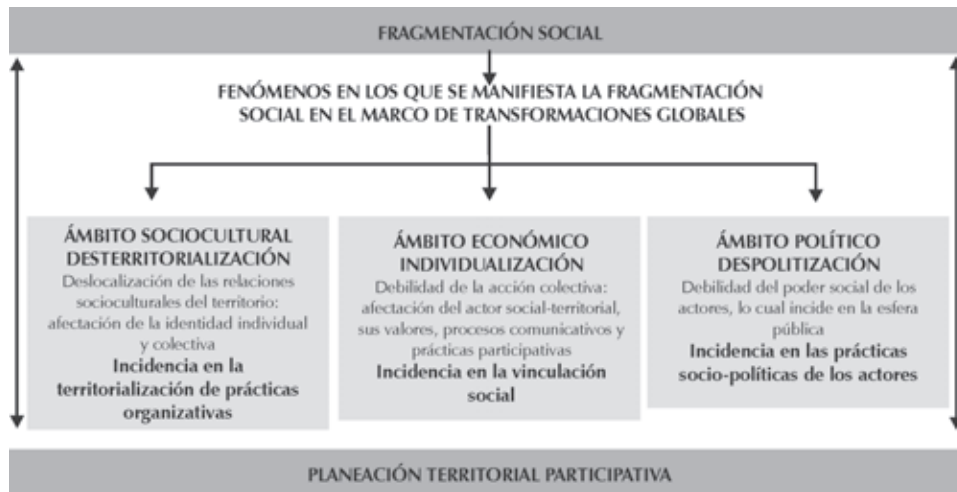 FRAGMENTACIÓN SOCIAL
FENÓMENOS EN LOS QUE SE MANIFIESTA LA FRAGMENTACIÓN
SOCIAL EN EL MARCO DE TRANSFORMACIONES GLOBALES
ÁMBITO SOCIOCULTURAL
DESTERRITORIALIZACIÓN
Deslocalización de las relaciones
socioculturales del territorio:
afectación de la identidad individual
y colectiva
Incidencia en la
territorialización de prácticas
organizativas
ÁMBITO ECONÓMICO
INDIVIDUALIZACIÓN
Debilidad de la acción colectiva:
afectación del actor social-territorial,
sus valores, procesos comunicativos y
prácticas participativas
Incidencia en la vinculación
social
ÁMBITO POLÍTICO
DESPOLITIZACIÓN
Debilidad del poder social de los
actores, lo cual incide en la esfera
pública
Incidencia en las prácticas
socio-políticas de los actores
PLANEACIÓN TERRITORIAL PARTICIPATIVA